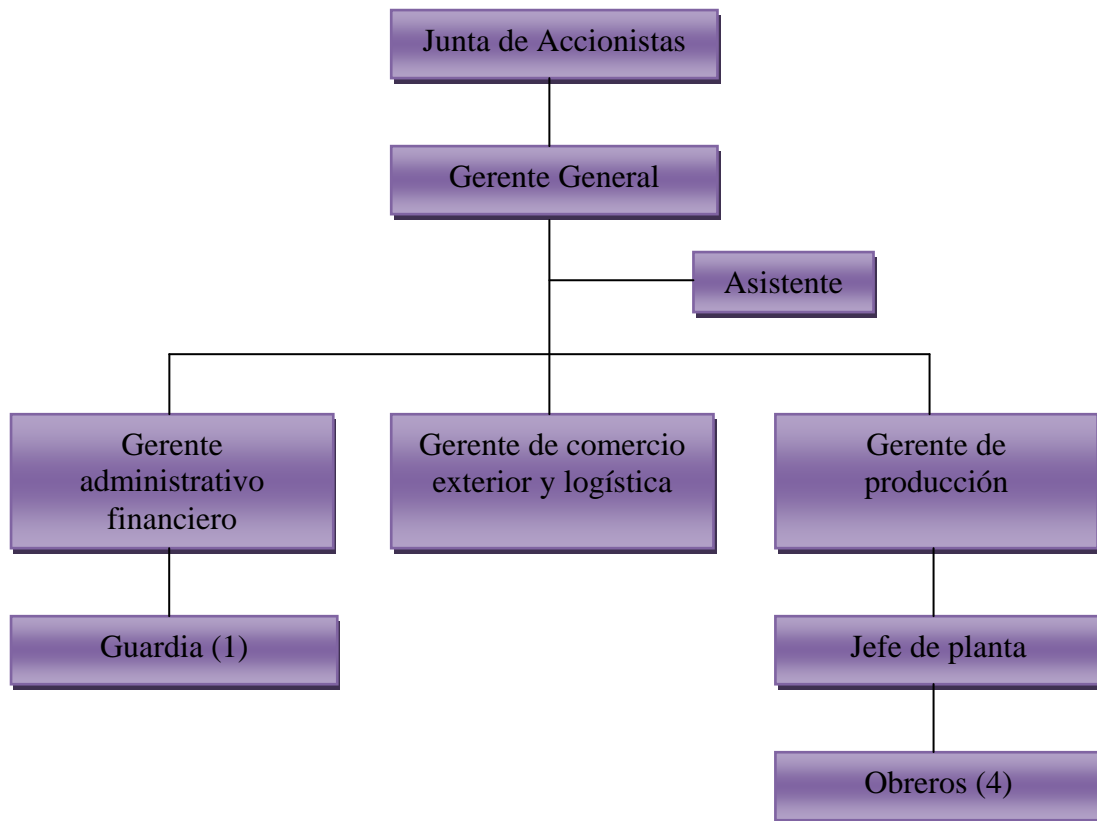 Junta de Accionistas
Gerente General
Asistente
Gerente
administrativo
financiero
Gerente de comercio
exterior y logística
Gerente de
producción
Guardia (1)
Jefe de planta
Obreros (4)